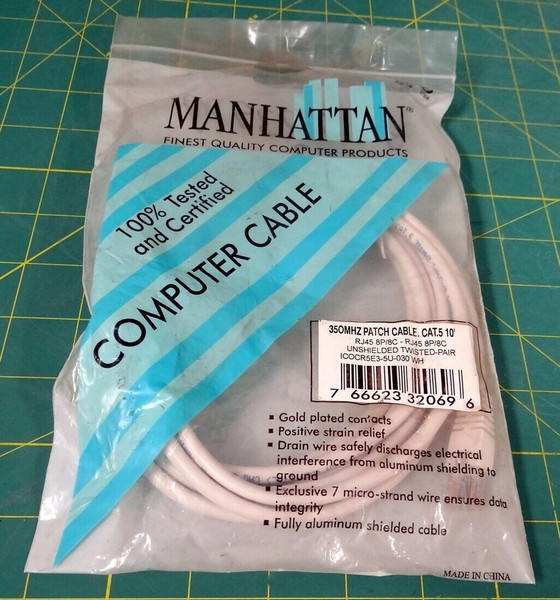 MANHATTAN®
FINEST QUALITY COMPUTER PRODUCTS
100% Tested
and Certified
COMPUTER CABLE
350MHZ PATCH CABLE, CAT.5 10'
RJ45 8P/8C - RJ45 8P/8C
UNSHIELDED TWISTED-PAIR
ICOCR5E3-5U-030 WH
7 66623 32069 6
▪ Gold plated contacts
▪ Positive strain relief
▪ Drain wire safely discharges electrical
interference from aluminum shielding to
ground
▪ Exclusive 7 micro-strand wire ensures data
integrity
▪ Fully aluminum shielded cable
MADE IN CHINA